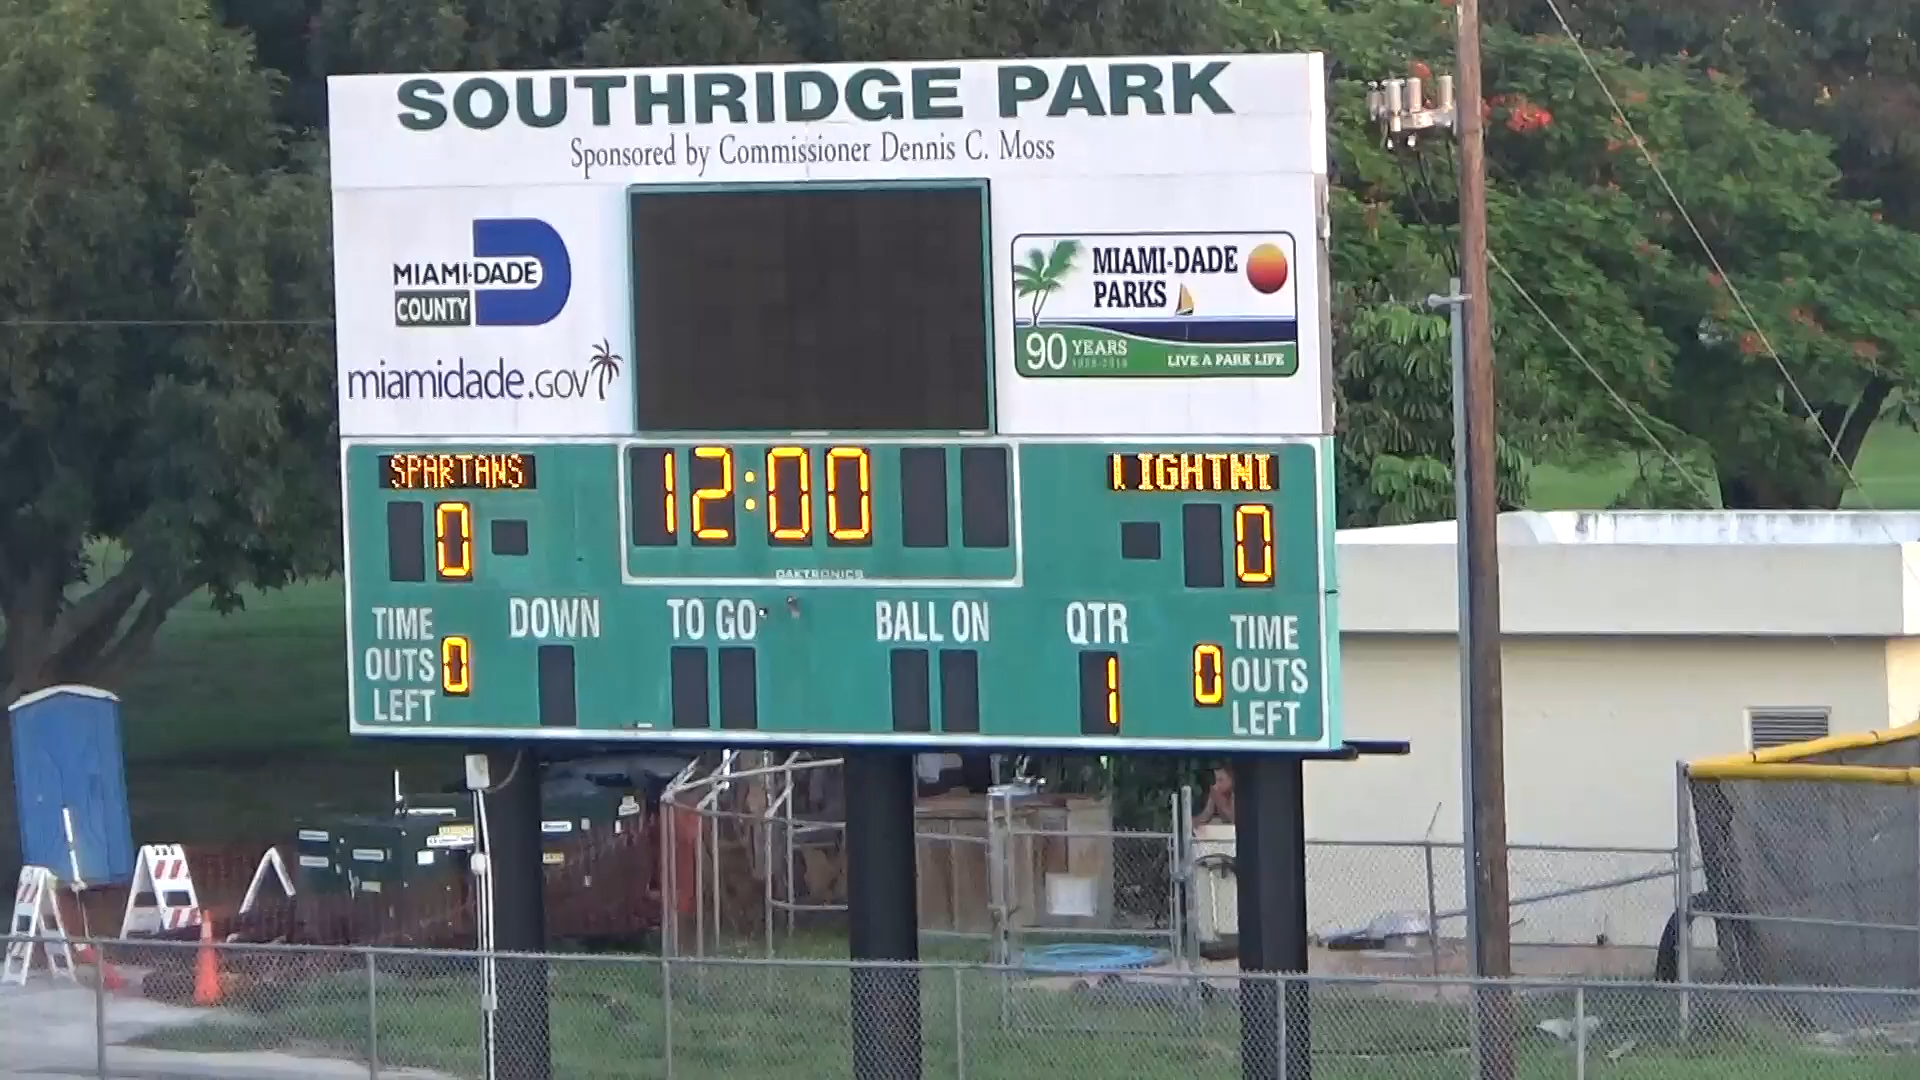 SOUTHRIDGE PARK
Sponsored by Commissioner Dennis C. Moss
MIAMI-DADE
COUNTY
miamidade.gov
MIAMI-DADE
PARKS
90 YEARS
LIVE A PARK LIFE
SPARTANS
12:00
LIGHTNI
0
0
DAKTRONICS
TIME
OUTS
LEFT
0
DOWN
TO GO
BALL ON
QTR
1
0
TIME
OUTS
LEFT